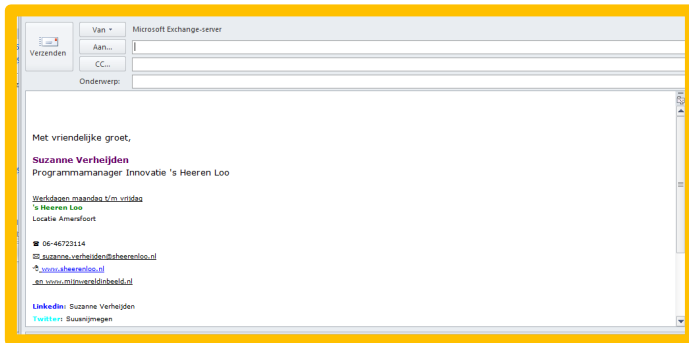 Van
Microsoft Exchange-server
Aan...
Verzenden
CC...
Onderwerp:
Met vriendelijke groet,
Suzanne Verheijden
Programmamanager Innovatie 's Heeren Loo
Werkdagen maandag t/m vrijdag
's Heeren Loo
Locatie Amersfoort
06-46723114
suzanne.verheijden@sheerenloo.nl
www.sheerenloo.nl
en www.mijnwereldinbeeld.nl
Linkedin: Suzanne Verheijden
Twitter: Suusnijmegen